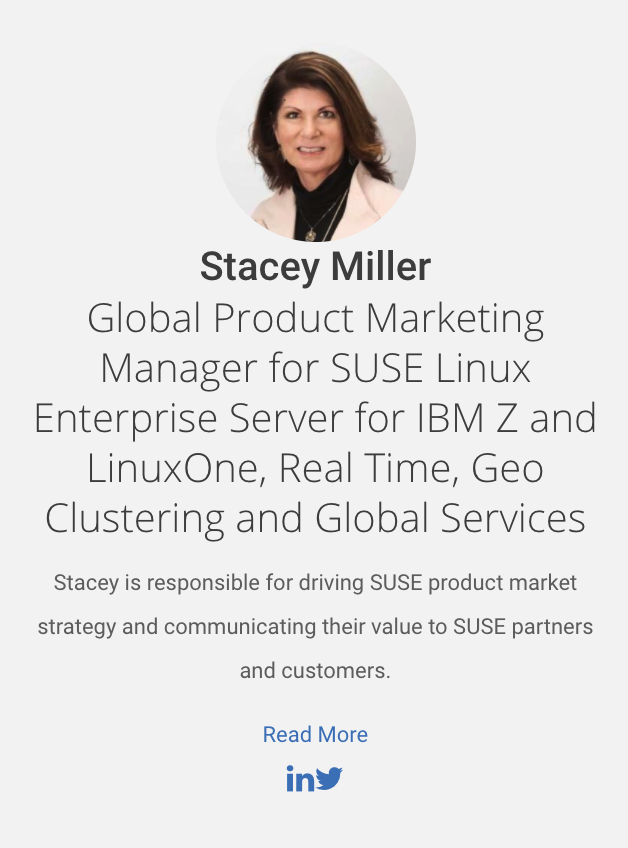 Stacey Miller
Global Product Marketing
Manager for SUSE Linux
Enterprise Server for IBM Z and
LinuxOne, Real Time, Geo
Clustering and Global Services
Stacey is responsible for driving SUSE product market
strategy and communicating their value to SUSE partners
and customers.
Read More
in